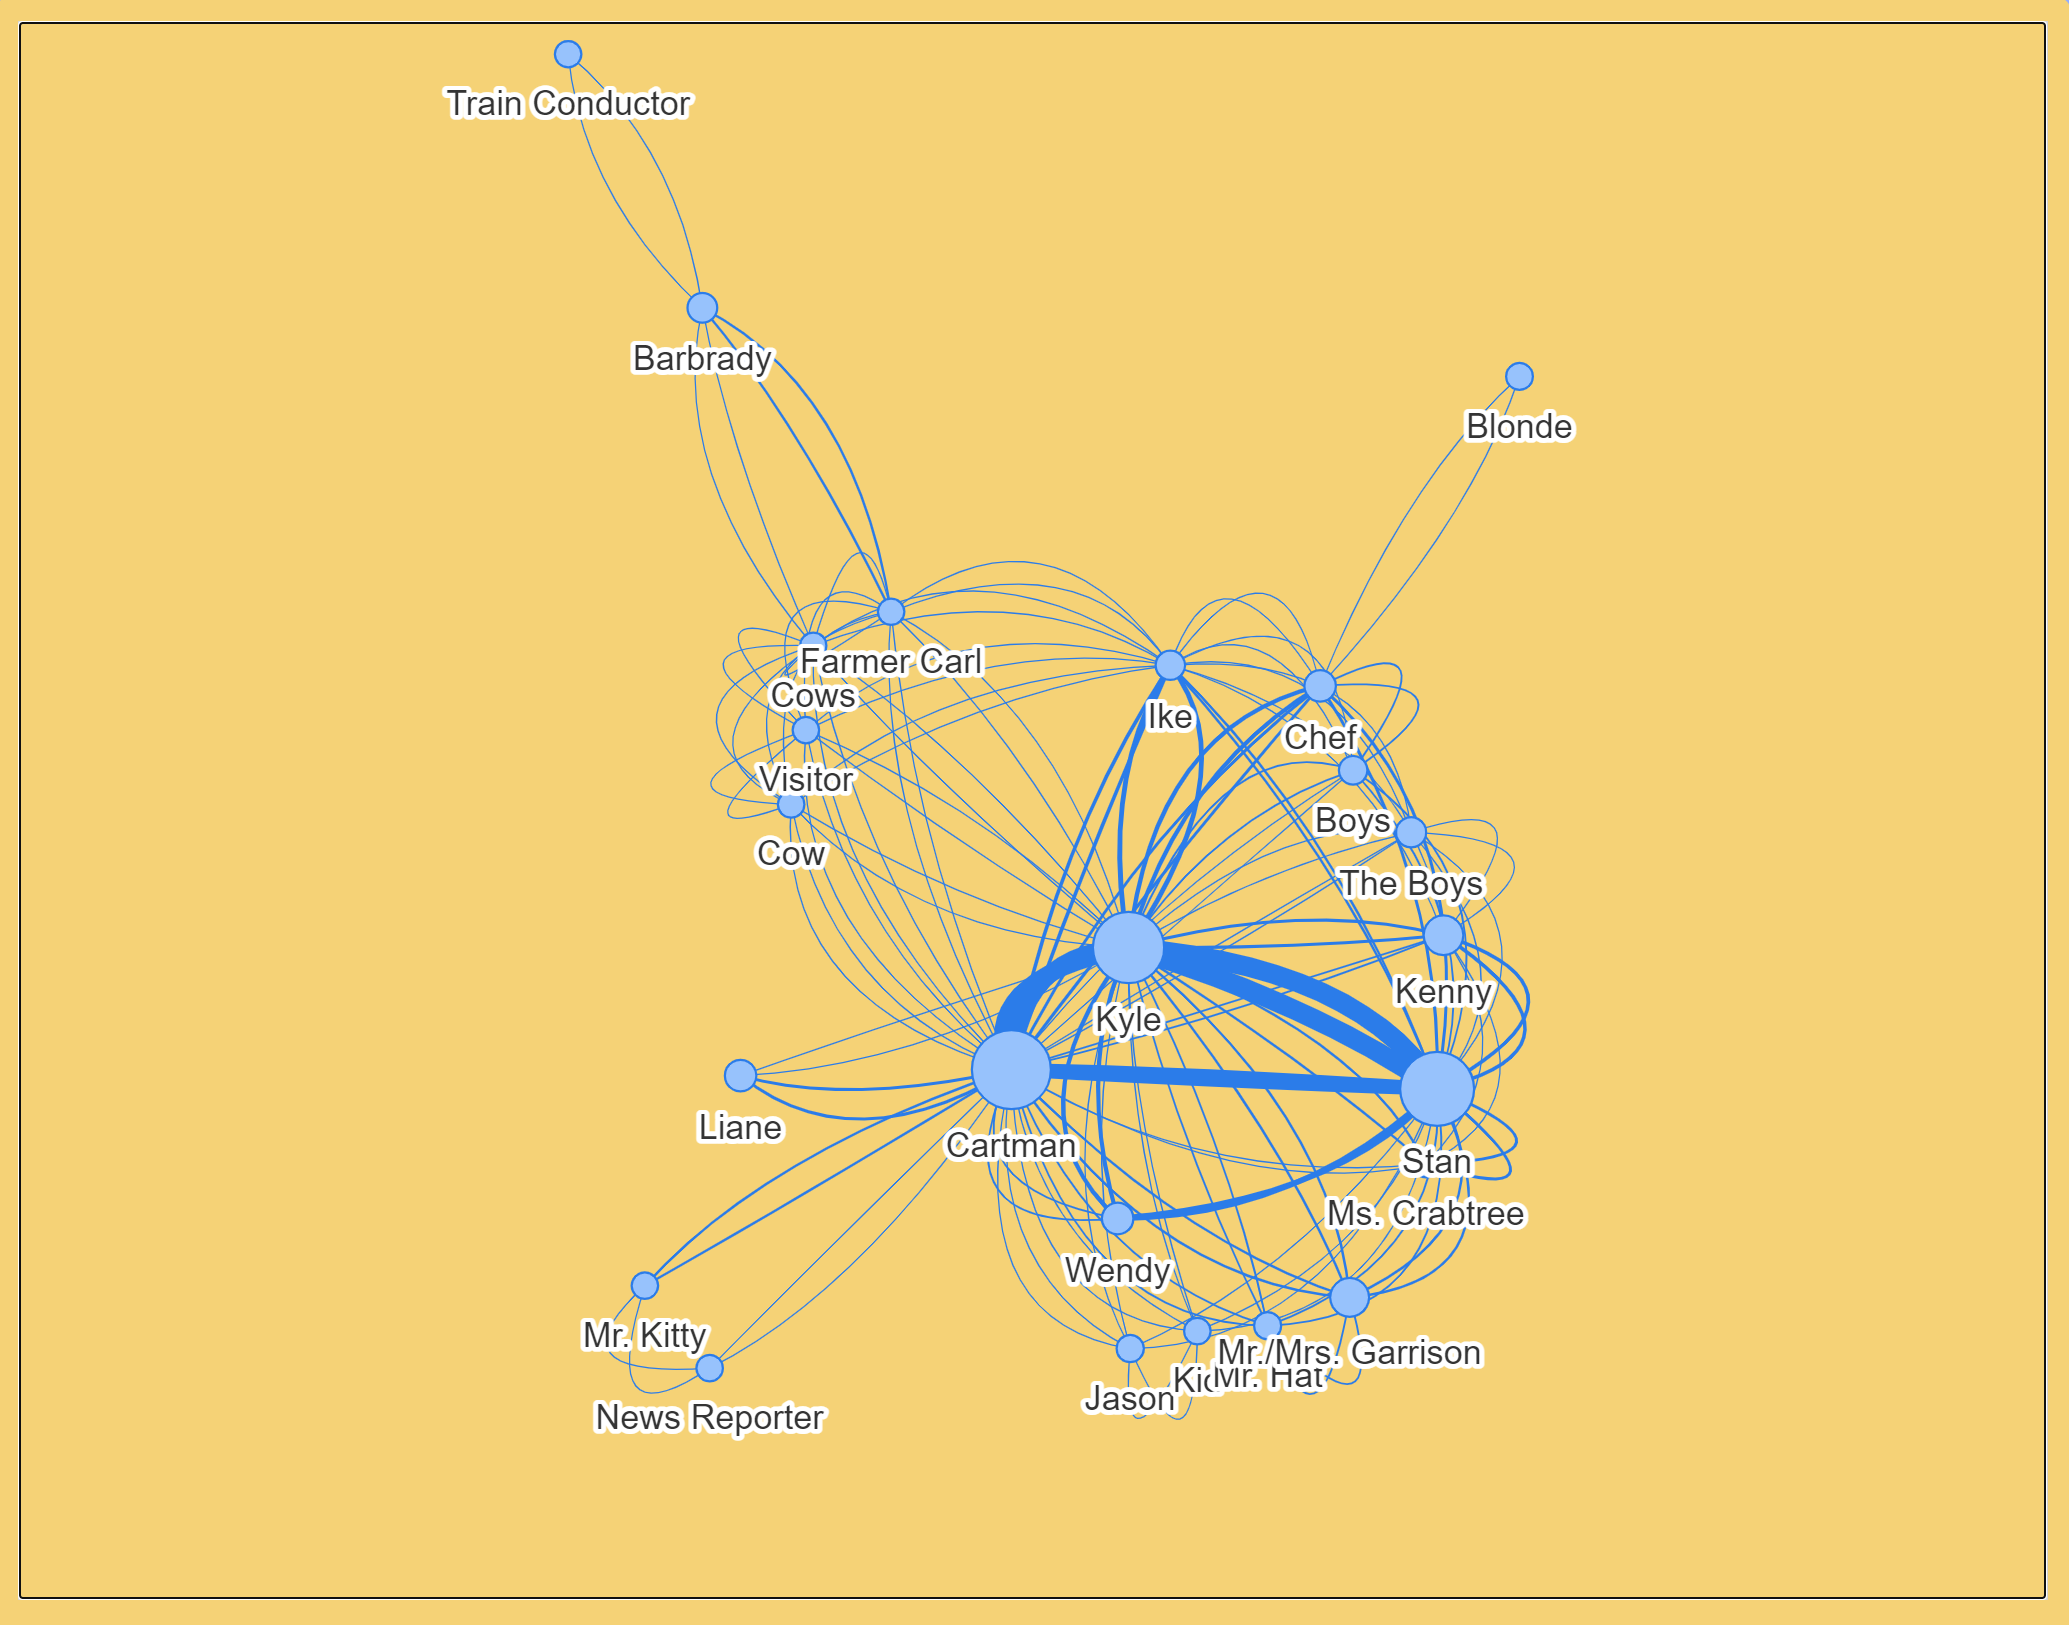 Train Conductor
Barbrady
Blonde
Farmer Carl
Cows
Ike
Chef
Visitor
Boys
Cow
The Boys
Kenny
Kyle
Liane
Cartman
Stan
Ms. Crabtree
Wendy
Mr. Kitty
Mr./Mrs. Garrison
Mr. Hat
Jason
News Reporter